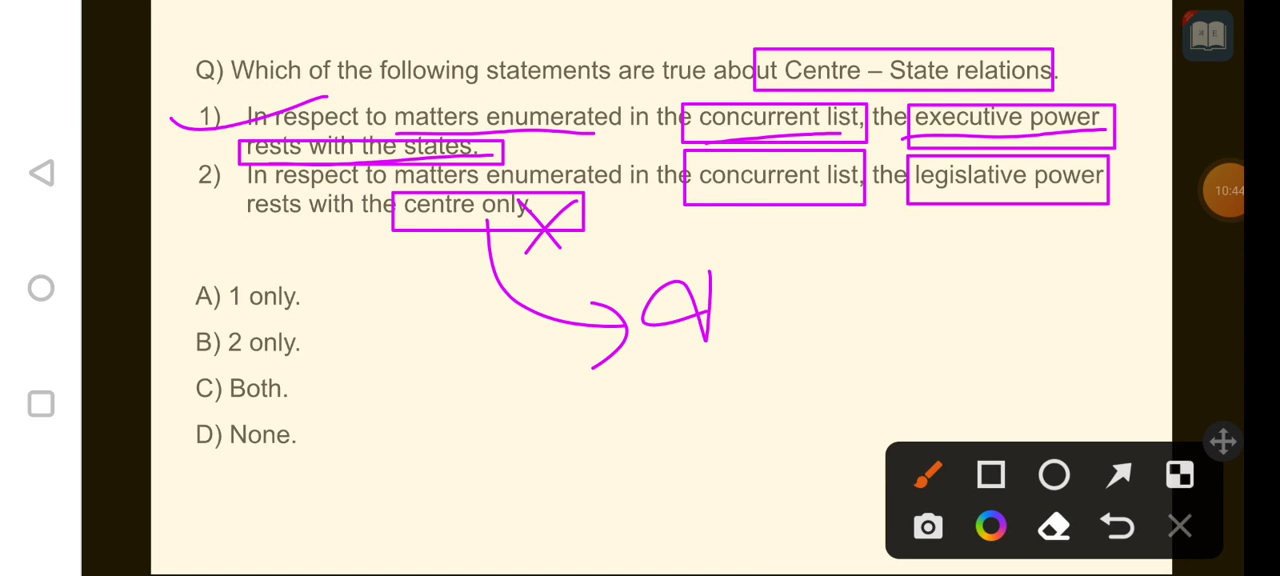 Q) Which of the following statements are true about Centre – State relations.
1) In respect to matters enumerated in the concurrent list, the executive power
rests with the states.
2) In respect to matters enumerated in the concurrent list, the legislative power
rests with the centre only.
A) 1 only.
B) 2 only.
C) Both.
D) None.
10:44